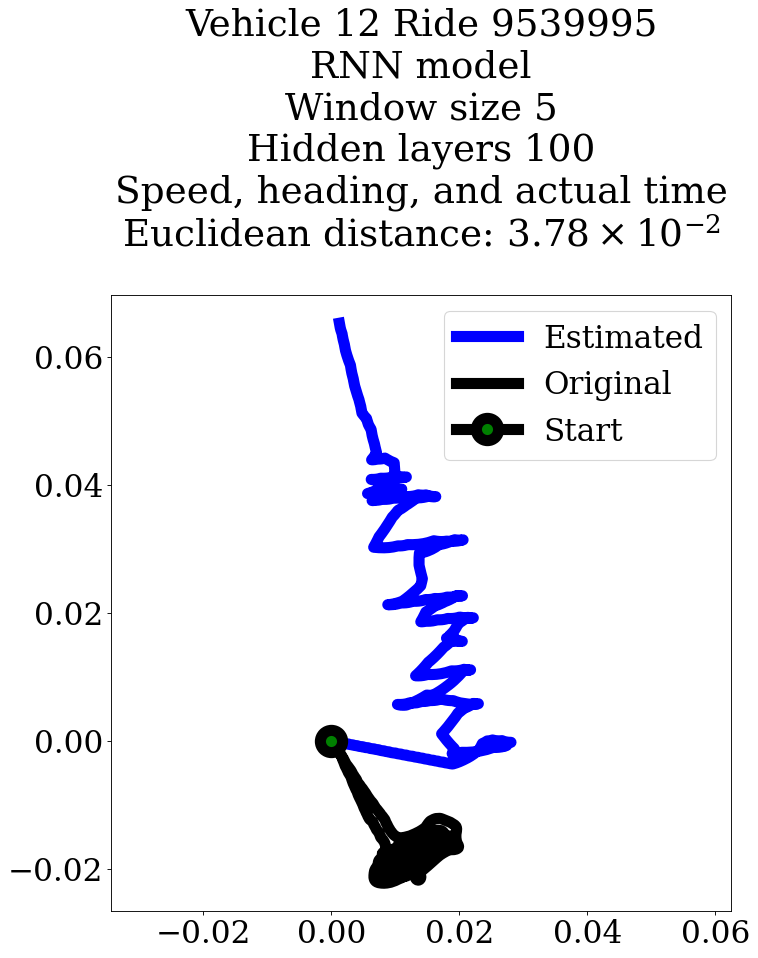 Vehicle 12 Ride 9539995
RNN model
Window size 5
Hidden layers 100
Speed, heading, and actual time
Euclidean distance: 3.78 × 10⁻²
Estimated
Original
Start
0.06
0.04
0.02
0.00
−0.02
−0.02 0.00 0.02 0.04 0.06